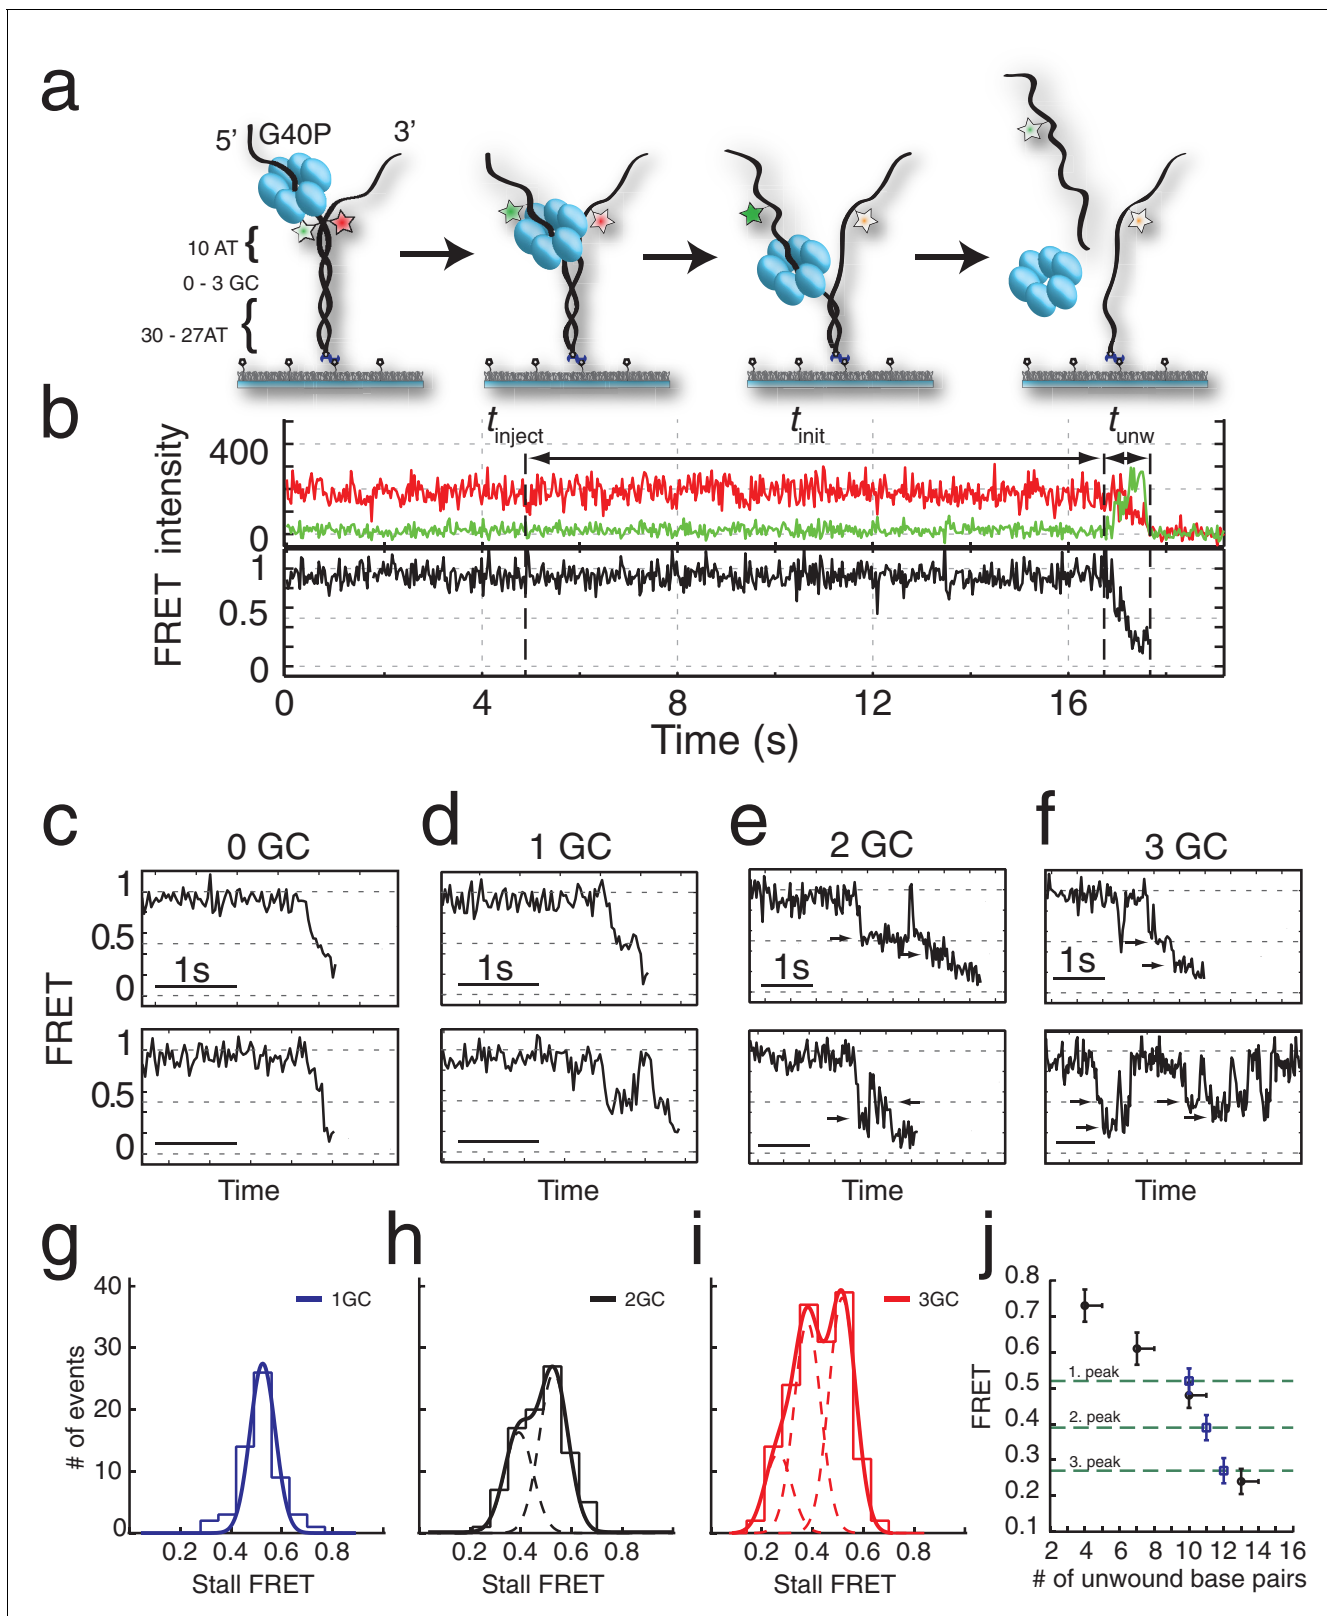 a
5’ G40P 3’
10 AT {
0 - 3 GC
30 - 27AT {
b
tinject
tinit
tunw
400
0
FRET intensity
1
0.5
0
0 4 8 12 16
Time (s)
c
0 GC
d
1 GC
e
2 GC
f
3 GC
FRET
1
0.5
0
1s
1s
1s
1s
1
0.5
0
Time
Time
Time
Time
g
# of events
40
30
20
10
0
1GC
0.2 0.4 0.6 0.8
Stall FRET
h
2GC
0.2 0.4 0.6 0.8
Stall FRET
i
3GC
0.2 0.4 0.6 0.8
Stall FRET
j
FRET
0.8
0.7
0.6
0.5
0.4
0.3
0.2
0.1
1. peak
2. peak
3. peak
2 4 6 8 10 12 14 16
# of unwound base pairs